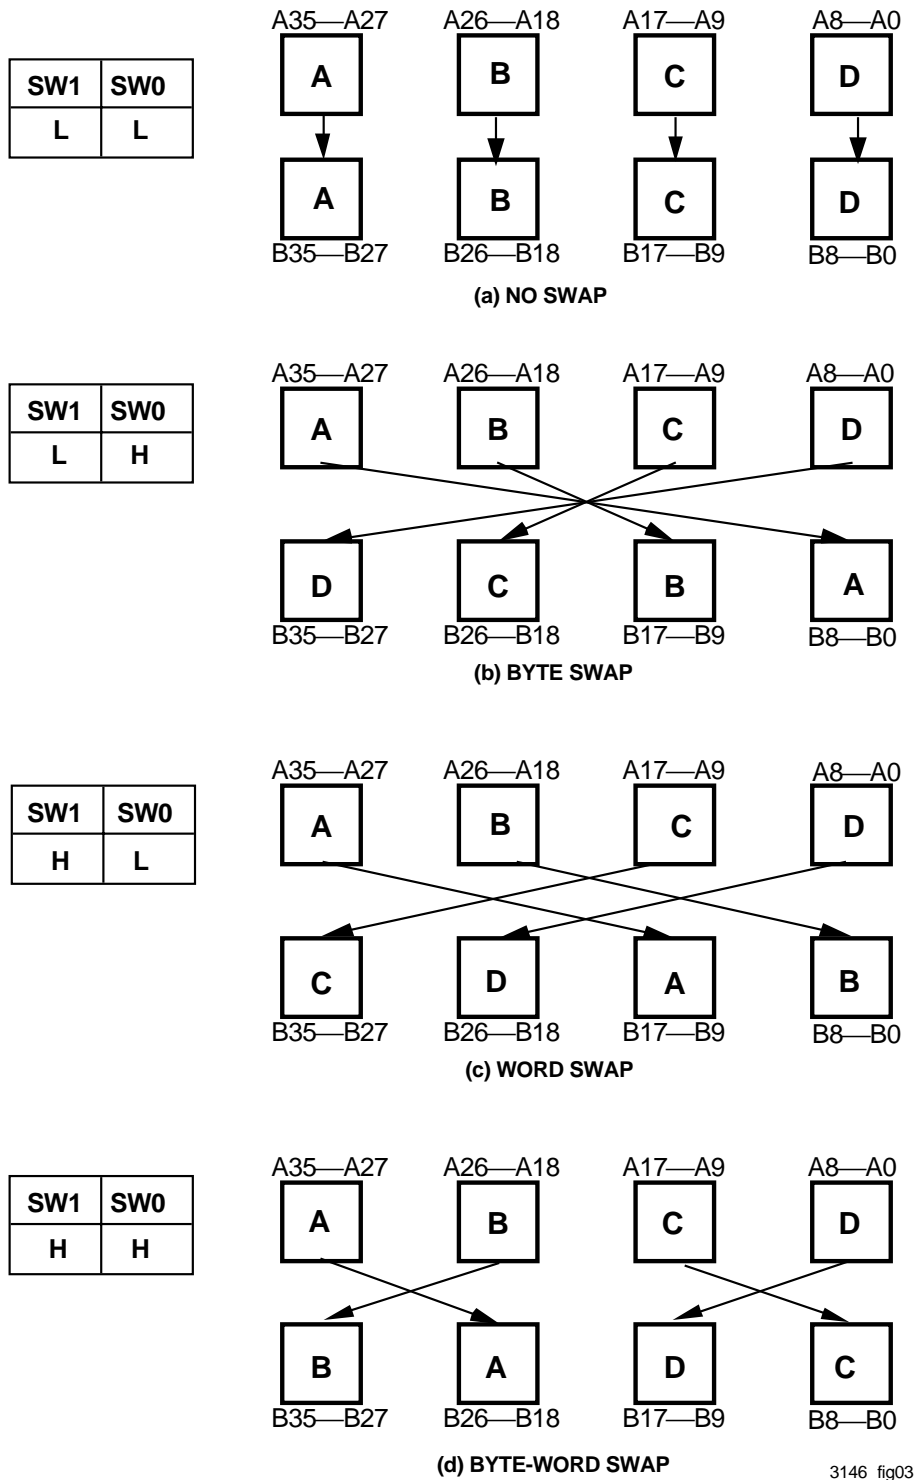 A35—A27 A26—A18 A17—A9 A8—A0
SW1 SW0
L L
A B C D
A B C D
B35—B27 B26—B18 B17—B9 B8—B0
(a) NO SWAP
A35—A27 A26—A18 A17—A9 A8—A0
SW1 SW0
L H
A B C D
D C B A
B35—B27 B26—B18 B17—B9 B8—B0
(b) BYTE SWAP
A35—A27 A26—A18 A17—A9 A8—A0
SW1 SW0
H L
A B C D
C D A B
B35—B27 B26—B18 B17—B9 B8—B0
(c) WORD SWAP
A35—A27 A26—A18 A17—A9 A8—A0
SW1 SW0
H H
A B C D
B A D C
B35—B27 B26—B18 B17—B9 B8—B0
(d) BYTE-WORD SWAP
3146 fig03